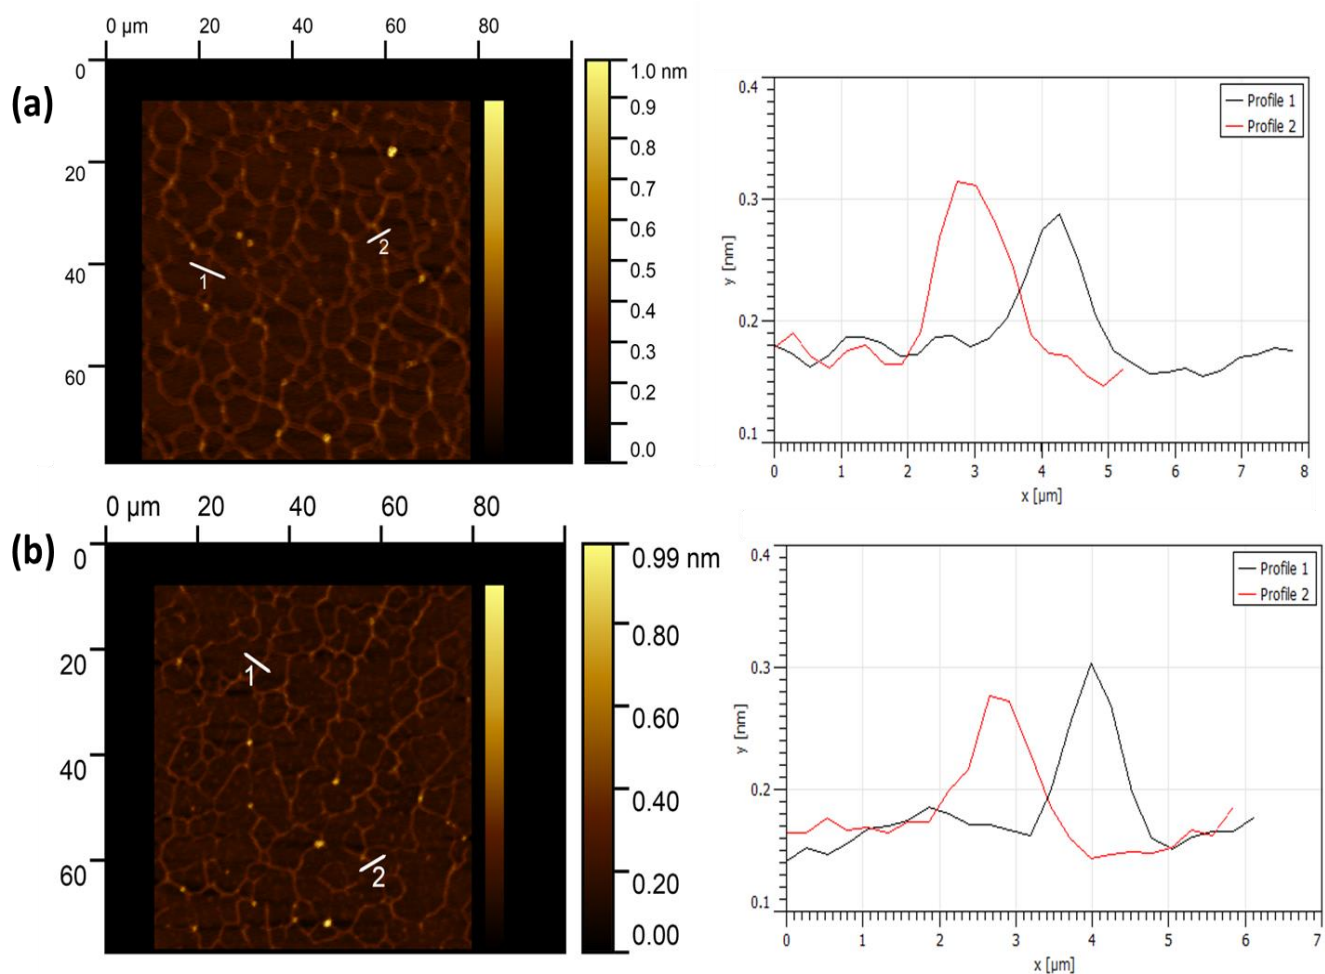 0 µm 20 40 60 80
(a)
0
20
40
60
1
2
1.0 nm
0.9
0.8
0.7
0.6
0.5
0.4
0.3
0.2
0.1
0.0
0.4
0.3
0.2
0.1
y [nm]
Profile 1
Profile 2
0 1 2 3 4 5 6 7 8
x [µm]
0 µm 20 40 60 80
(b)
0
20
40
60
1
2
0.99 nm
0.80
0.60
0.40
0.20
0.00
0.4
0.3
0.2
0.1
y [nm]
Profile 1
Profile 2
0 1 2 3 4 5 6 7
x [µm]